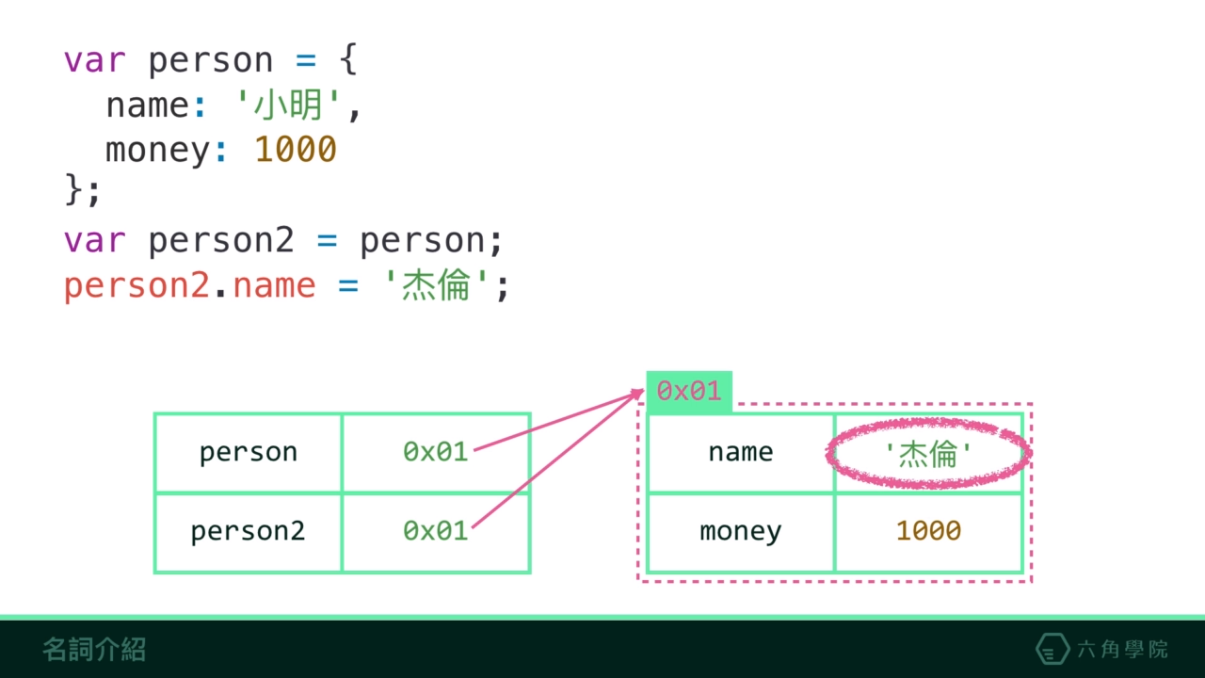 var person = {
  name: '小明',
  money: 1000
};
var person2 = person;
person2.name = '杰倫';
0x01
person 0x01 name '杰倫'
person2 0x01 money 1000
名詞介紹 六角學院